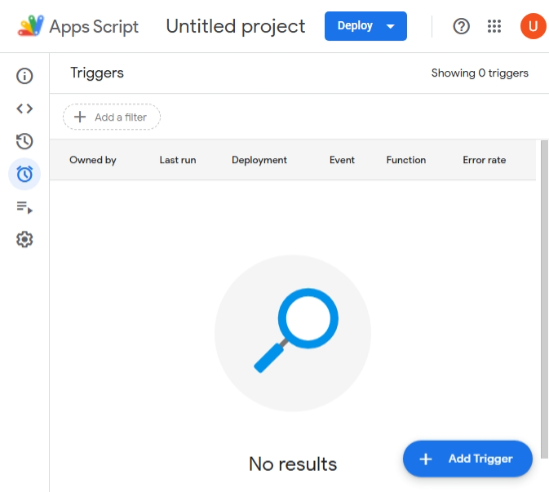 Apps Script Untitled project Deploy U
Triggers Showing 0 triggers
Add a filter
Owned by Last run Deployment Event Function Error rate
No results
Add Trigger